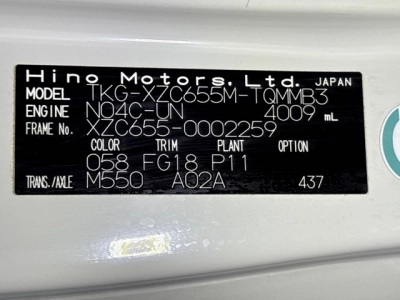 Hino Motors, Ltd. JAPAN
MODEL TKG-XZC655M-TQMMB3
ENGINE N04C-UN 4009 mL
FRAME No. XZC655-0002259
COLOR TRIM PLANT
058 FG18 P11
TRANS./AXLE M550 A02A 437